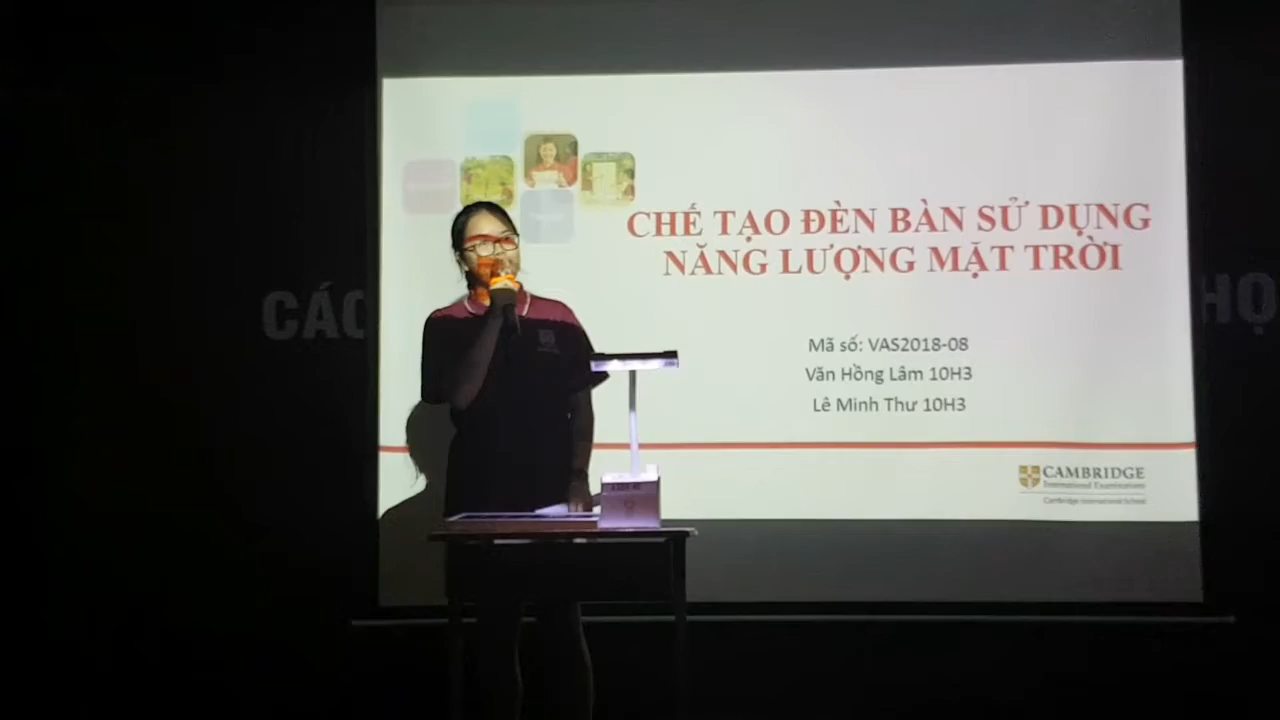 CHẾ TẠO ĐÈN BÀN SỬ DỤNG
NĂNG LƯỢNG MẶT TRỜI
Mã số: VAS2018-08
Văn Hồng Lâm 10H3
Lê Minh Thư 10H3
CAMBRIDGE
International Examinations
Cambridge International School
CÁC
HỌ